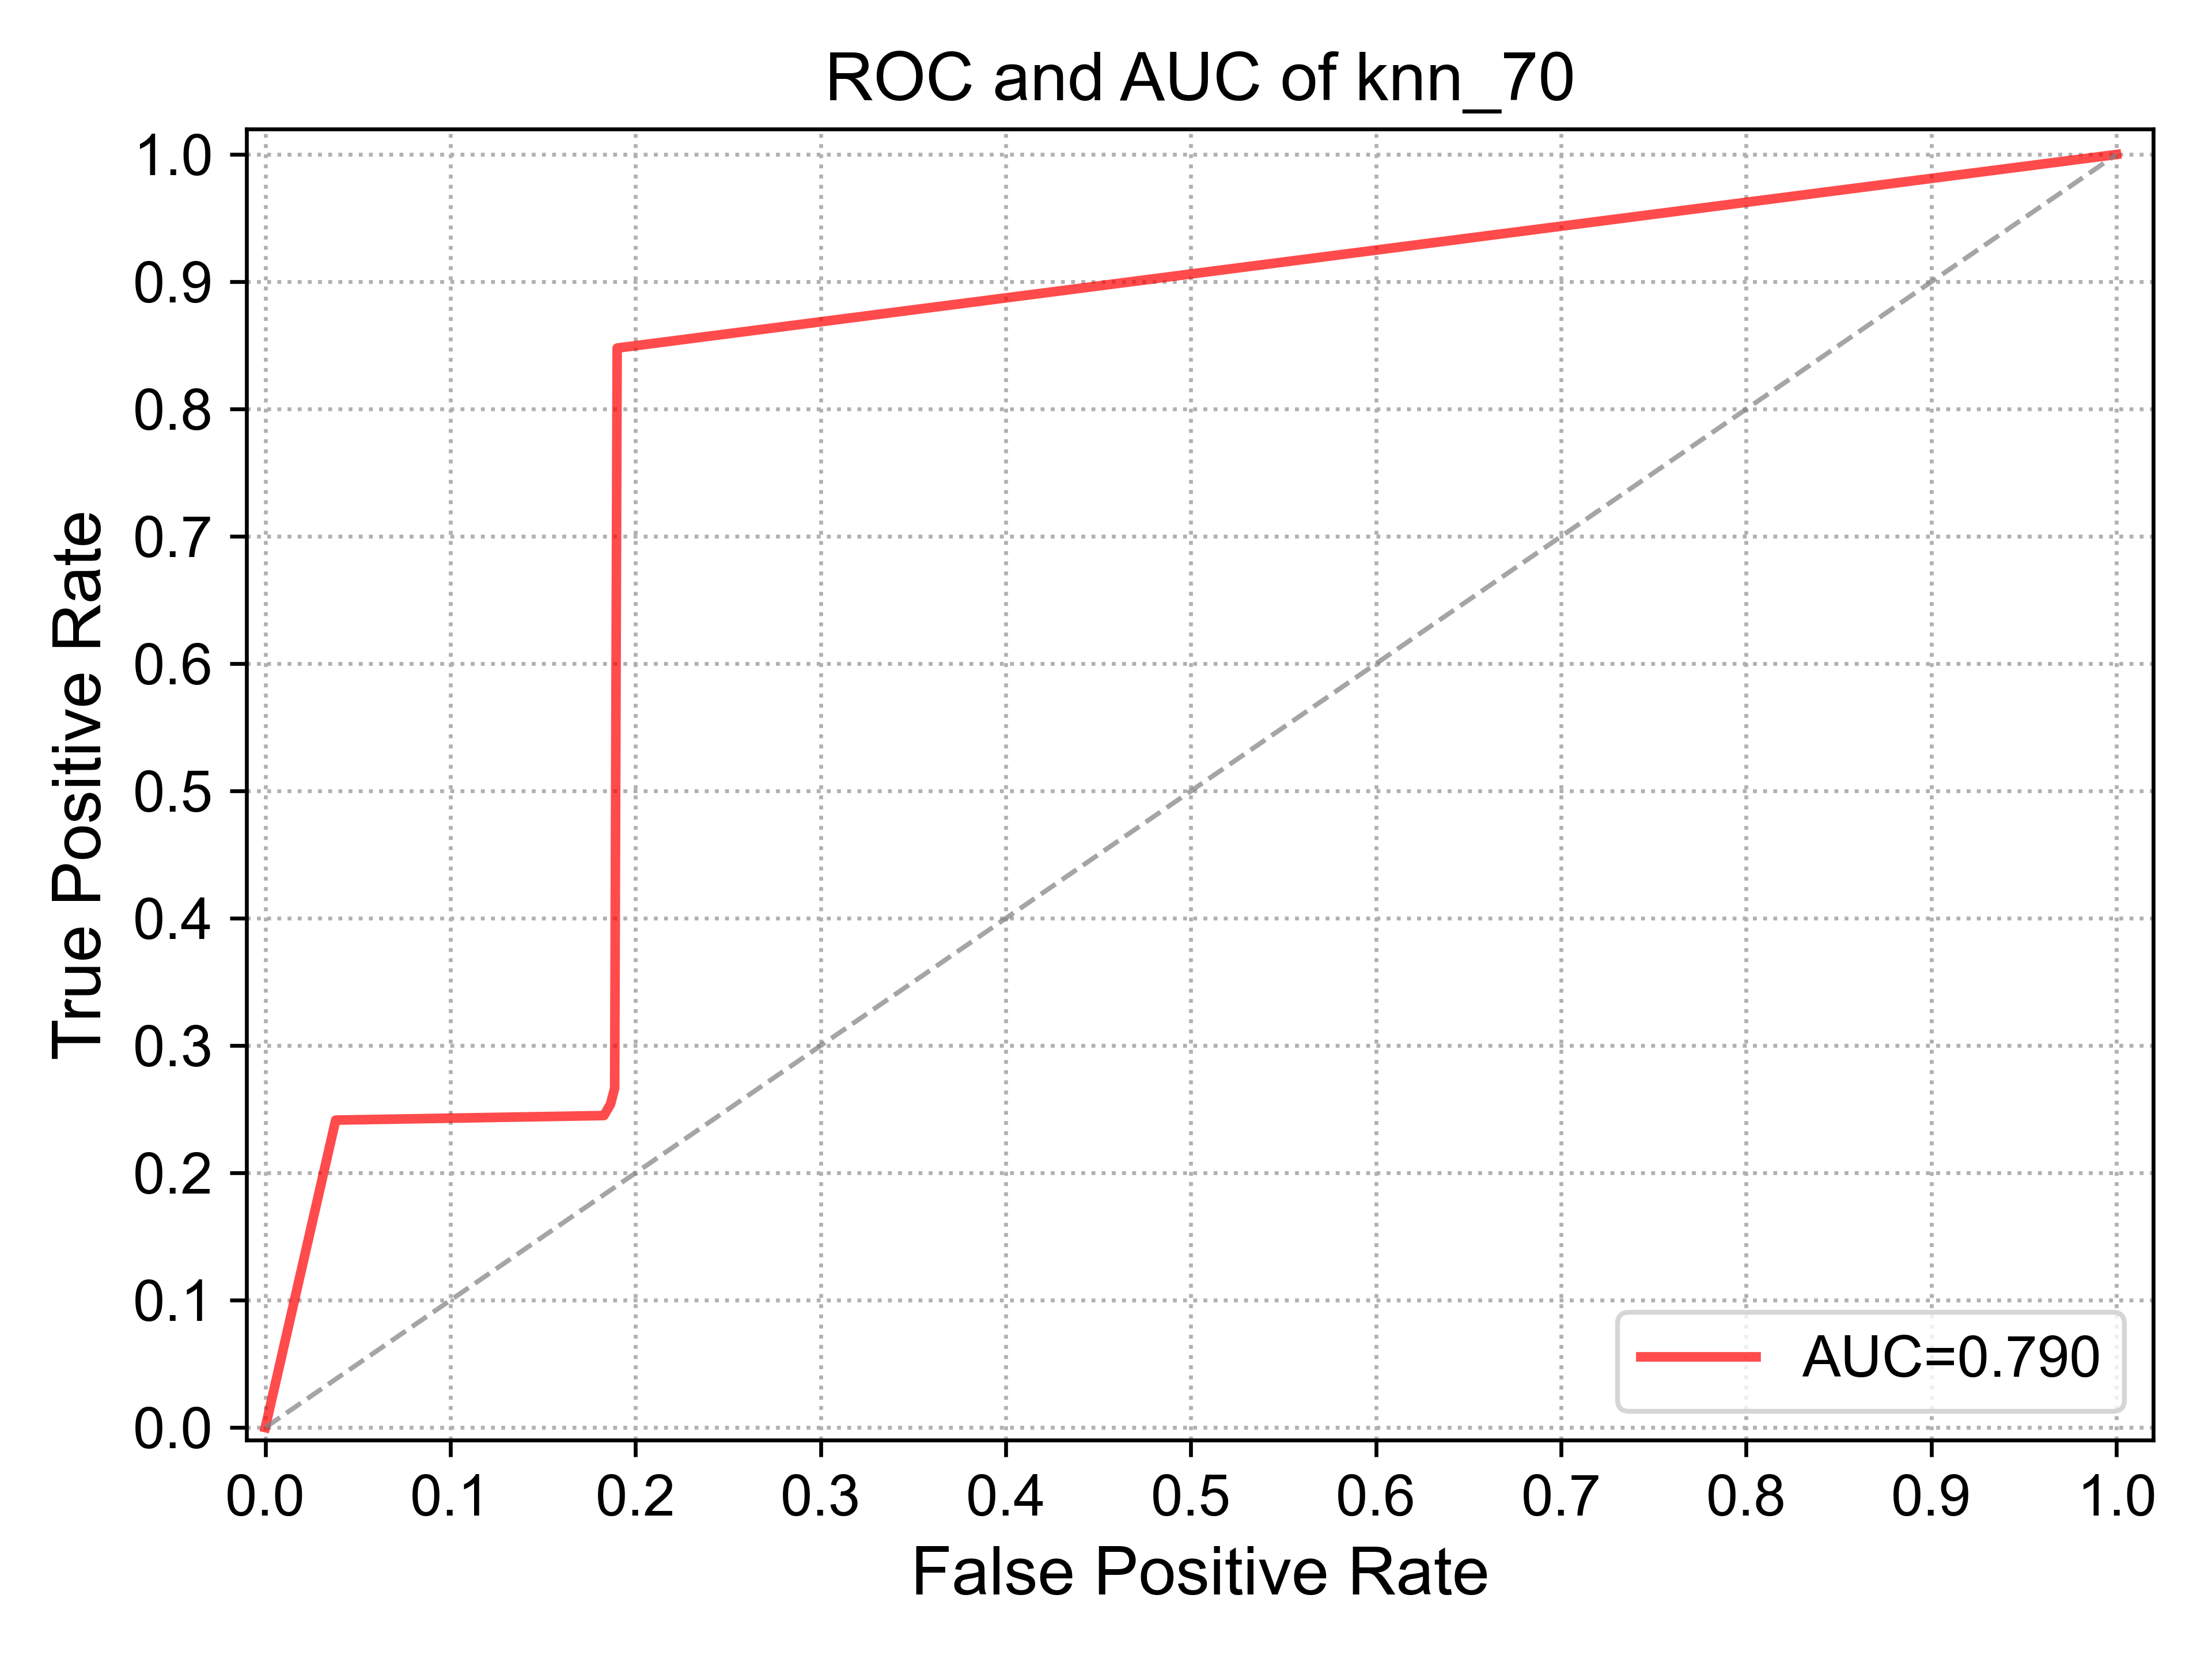 ROC and AUC of knn_70
True Positive Rate
1.0
0.9
0.8
0.7
0.6
0.5
0.4
0.3
0.2
0.1
0.0
AUC=0.790
0.0 0.1 0.2 0.3 0.4 0.5 0.6 0.7 0.8 0.9 1.0
False Positive Rate